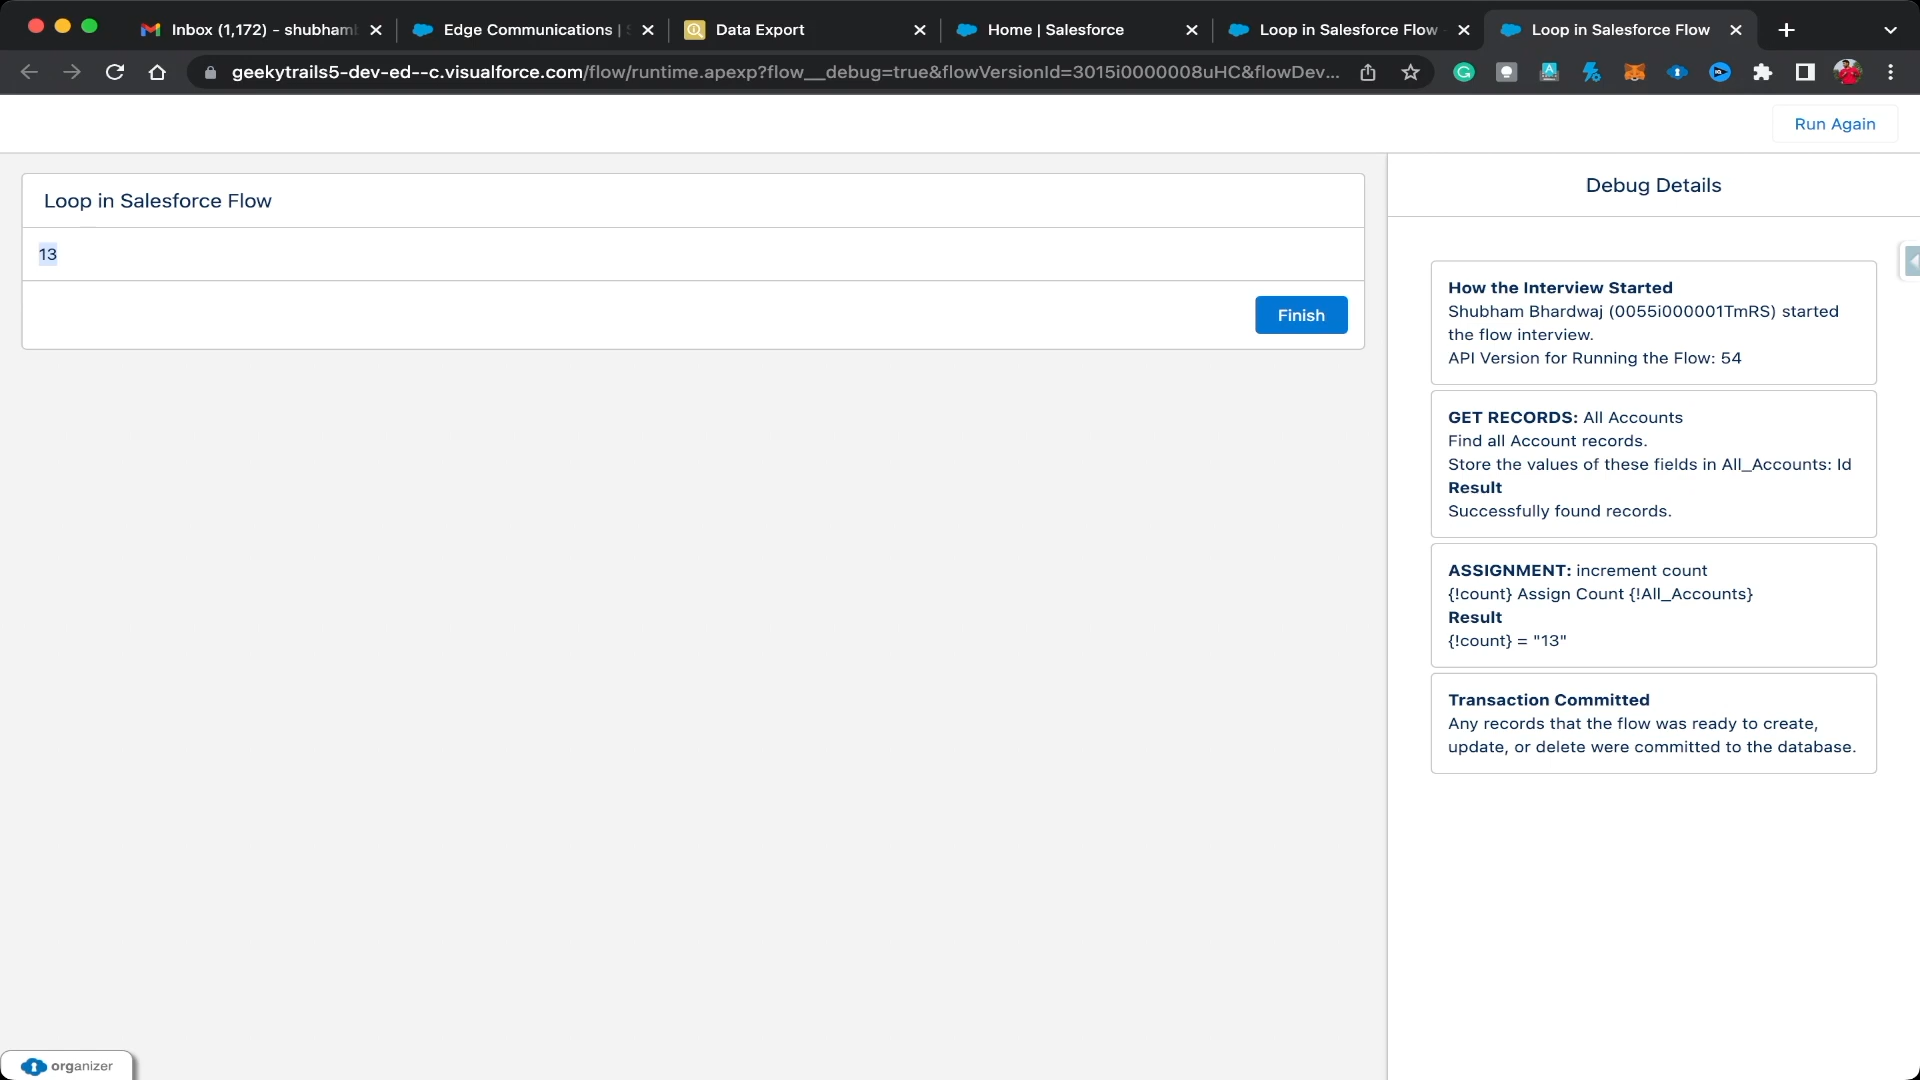 Inbox (1,172) - shubham
Edge Communications | S
Data Export
Home | Salesforce
Loop in Salesforce Flow
Loop in Salesforce Flow
geekytrails5-dev-ed--c.visualforce.com/flow/runtime.apexp?flow__debug=true&flowVersionId=3015i0000008uHC&flowDev...
Run Again
Loop in Salesforce Flow
13
Finish
Debug Details
How the Interview Started
Shubham Bhardwaj (0055i000001TmRS) started
the flow interview.
API Version for Running the Flow: 54
GET RECORDS: All Accounts
Find all Account records.
Store the values of these fields in All_Accounts: Id
Result
Successfully found records.
ASSIGNMENT: increment count
{!count} Assign Count {!All_Accounts}
Result
{!count} = "13"
Transaction Committed
Any records that the flow was ready to create,
update, or delete were committed to the database.
organizer